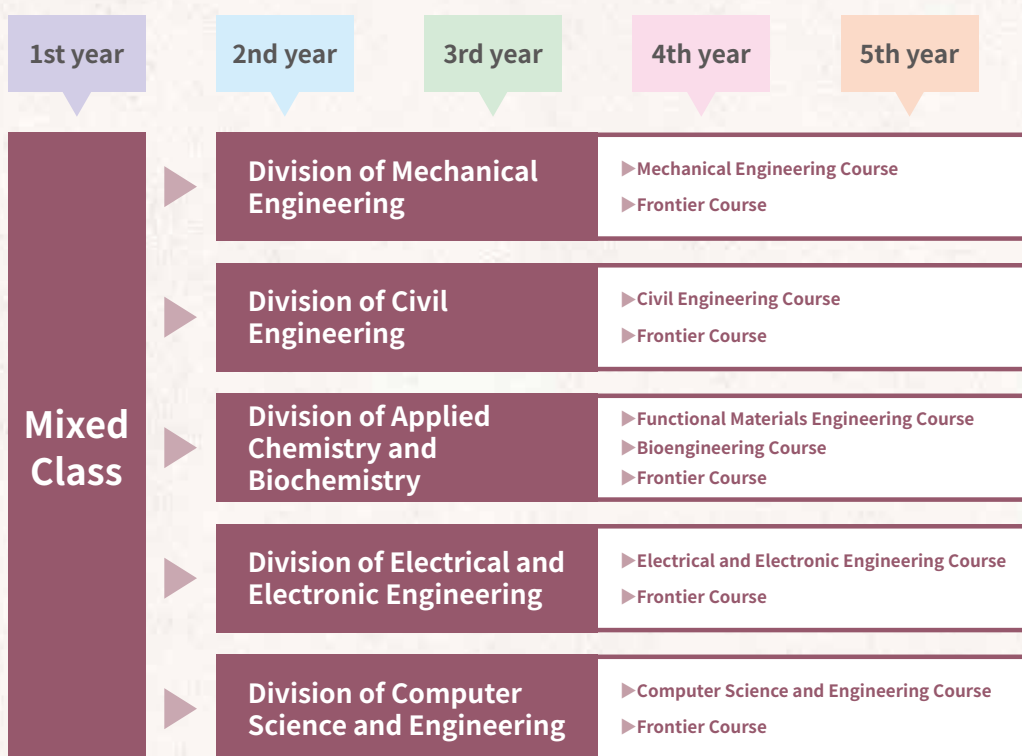 1st year
2nd year
3rd year
4th year
5th year
Mixed
Class
Division of Mechanical
Engineering
▶Mechanical Engineering Course
▶Frontier Course
Division of Civil
Engineering
▶Civil Engineering Course
▶Frontier Course
Division of Applied
Chemistry and
Biochemistry
▶Functional Materials Engineering Course
▶Bioengineering Course
▶Frontier Course
Division of Electrical and
Electronic Engineering
▶Electrical and Electronic Engineering Course
▶Frontier Course
Division of Computer
Science and Engineering
▶Computer Science and Engineering Course
▶Frontier Course